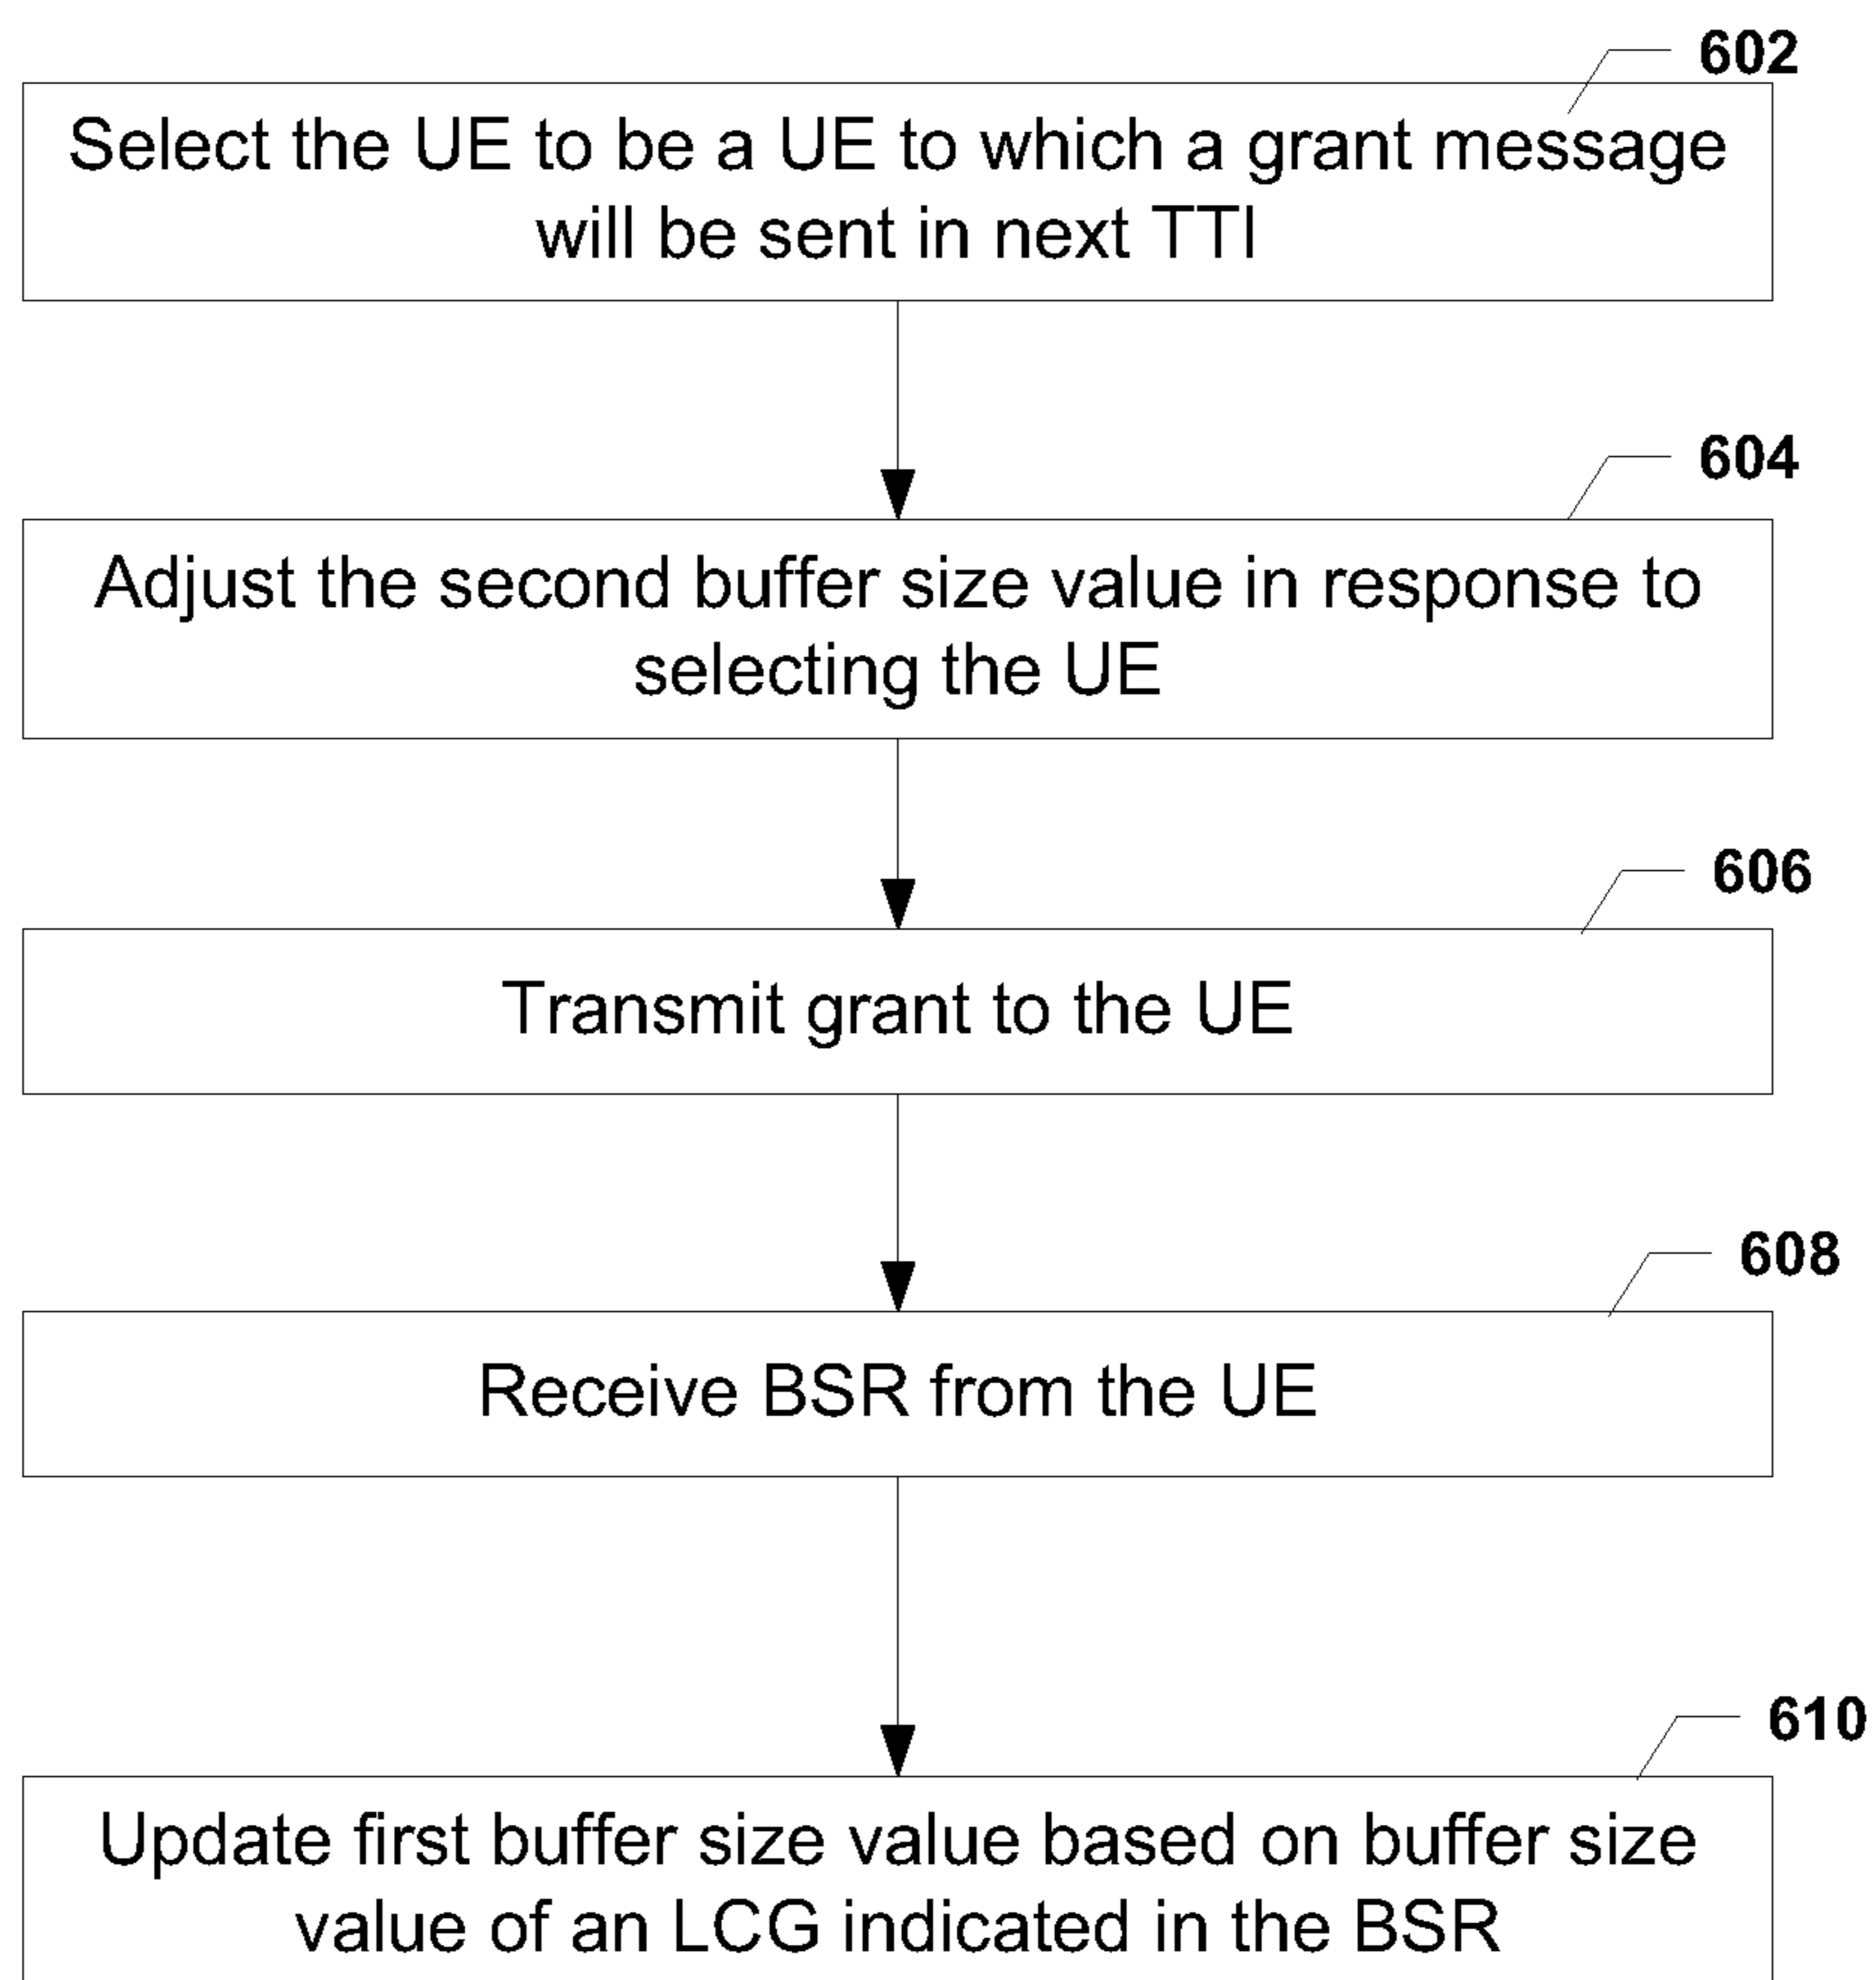 602
Select the UE to be a UE to which a grant message
will be sent in next TTI
604
Adjust the second buffer size value in response to
selecting the UE
606
Transmit grant to the UE
608
Receive BSR from the UE
610
Update first buffer size value based on buffer size
value of an LCG indicated in the BSR